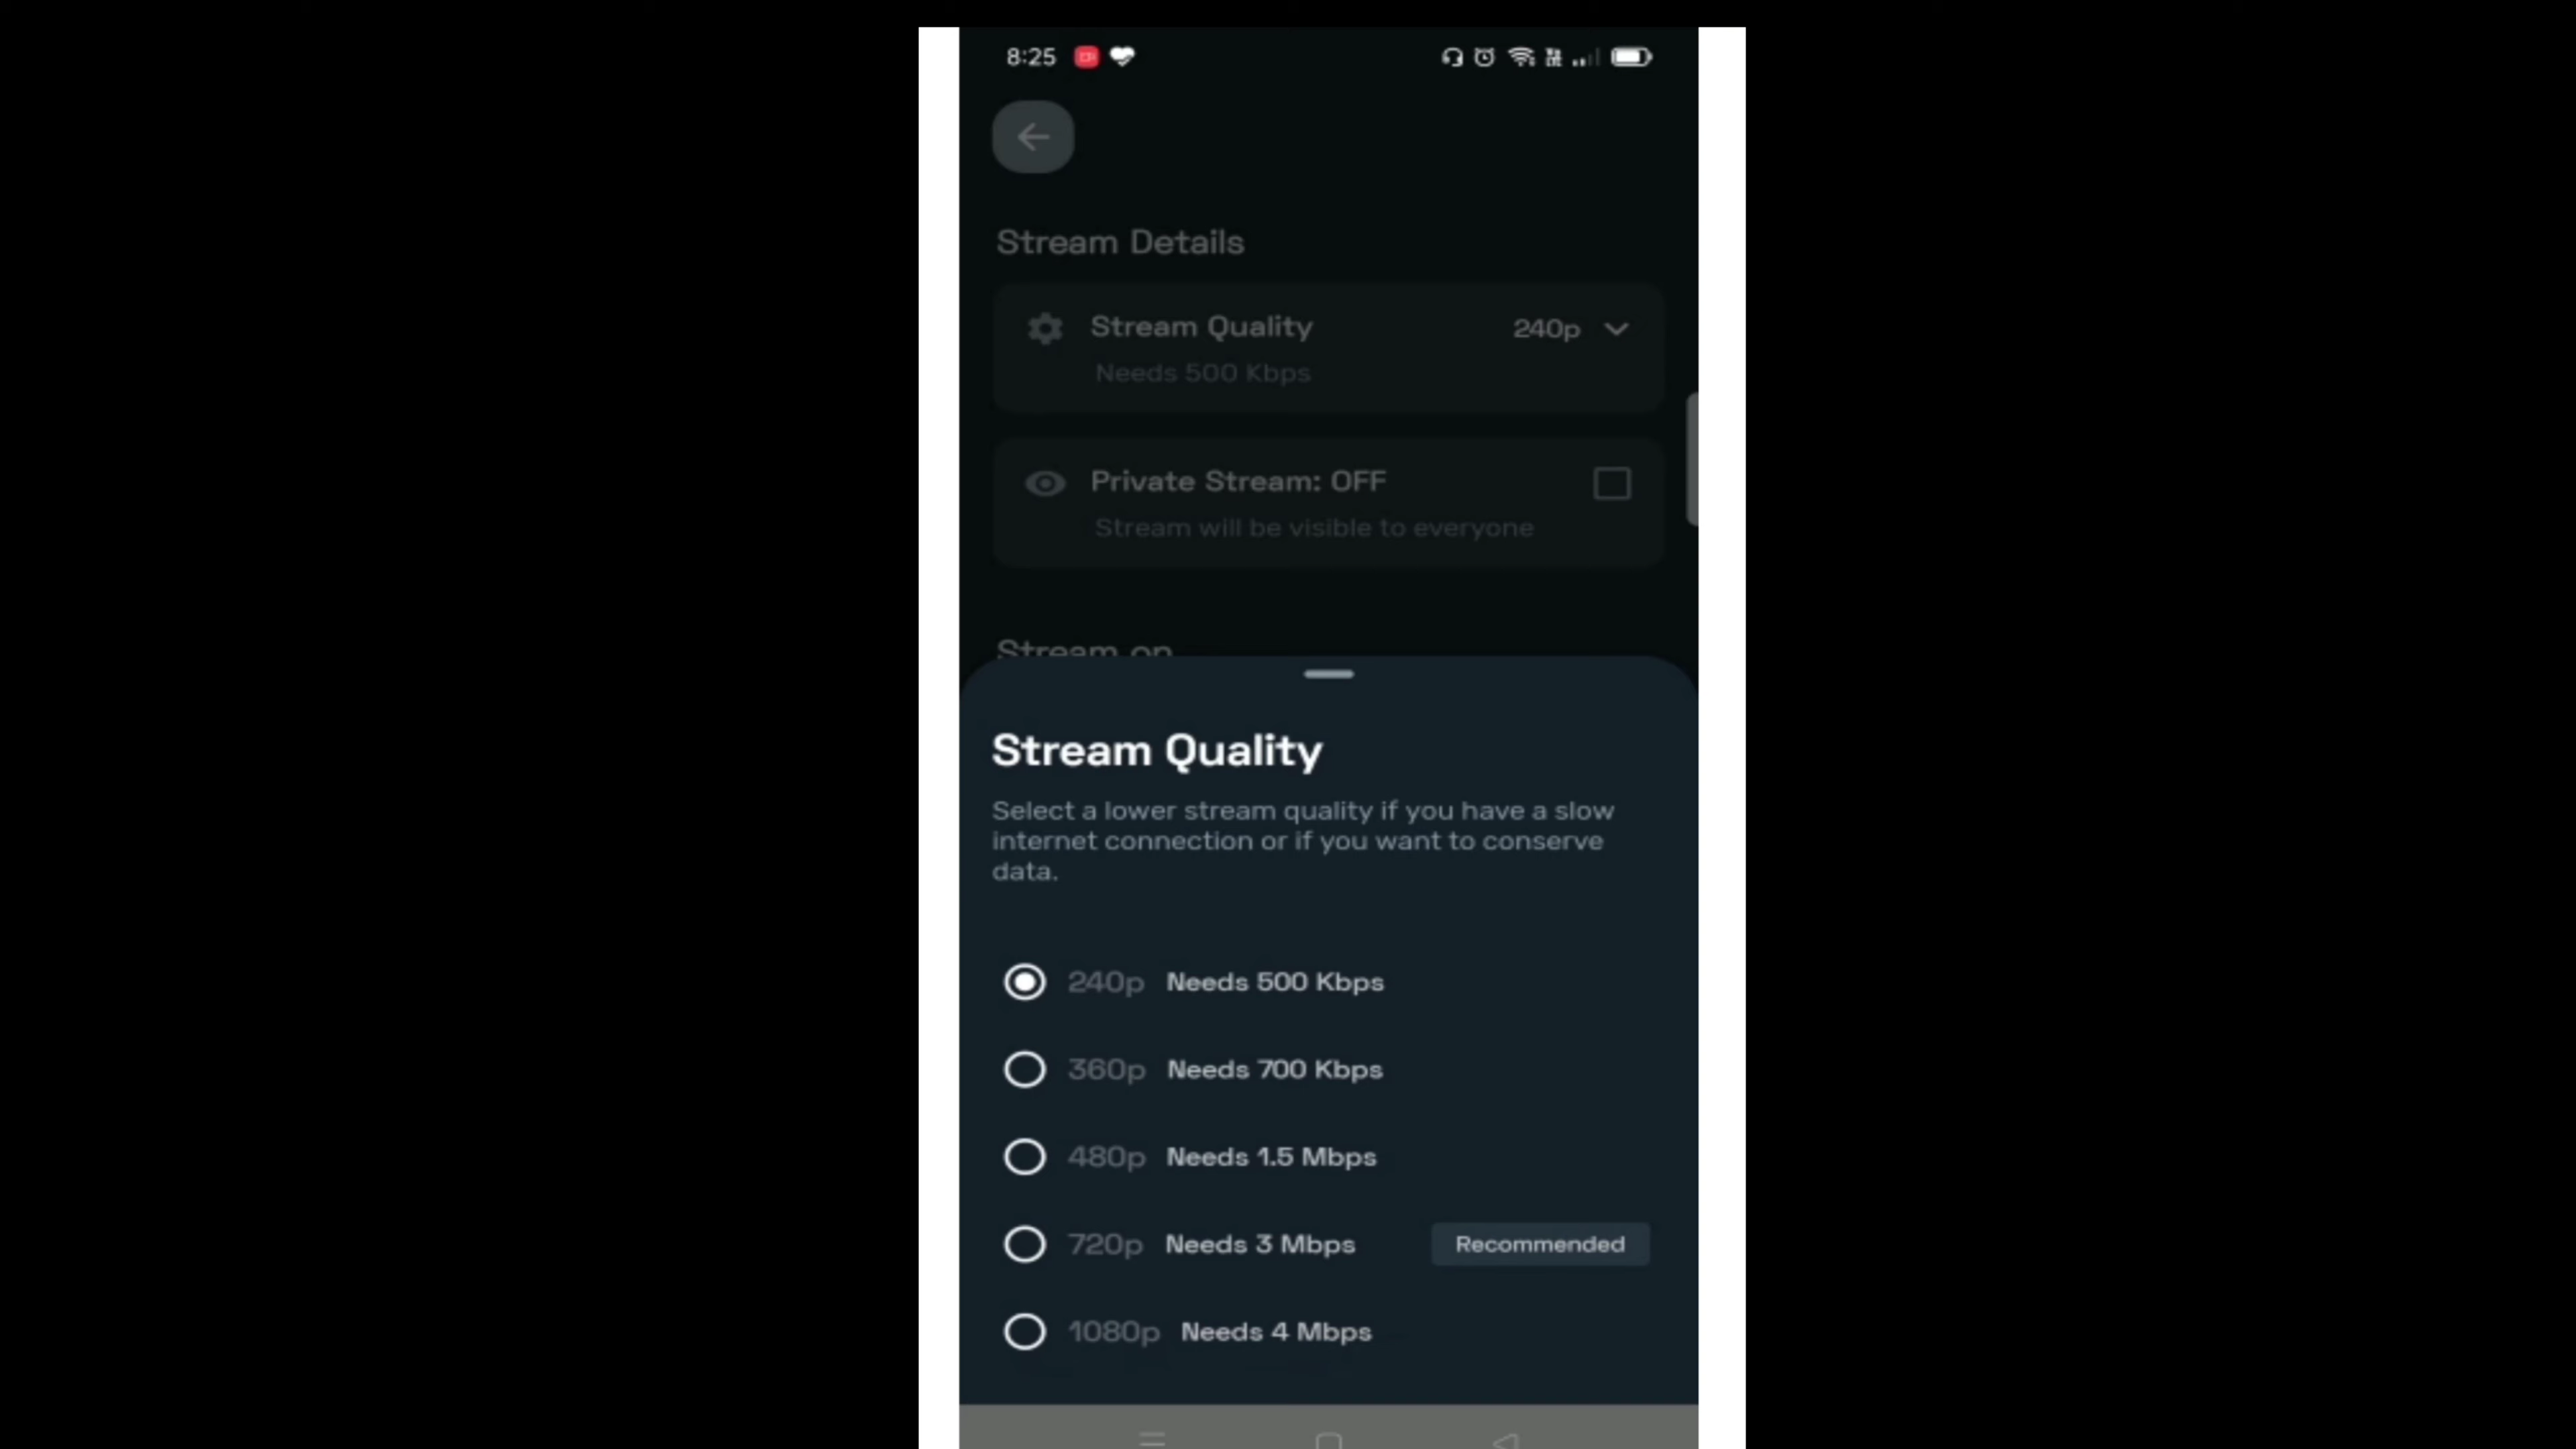 8:25
Stream Details
Stream Quality 240p
Needs 500 Kbps
Private Stream: OFF
Stream will be visible to everyone
Stream on
Stream Quality
Select a lower stream quality if you have a slow
internet connection or if you want to conserve
data.
240p Needs 500 Kbps
360p Needs 700 Kbps
480p Needs 1.5 Mbps
720p Needs 3 Mbps Recommended
1080p Needs 4 Mbps